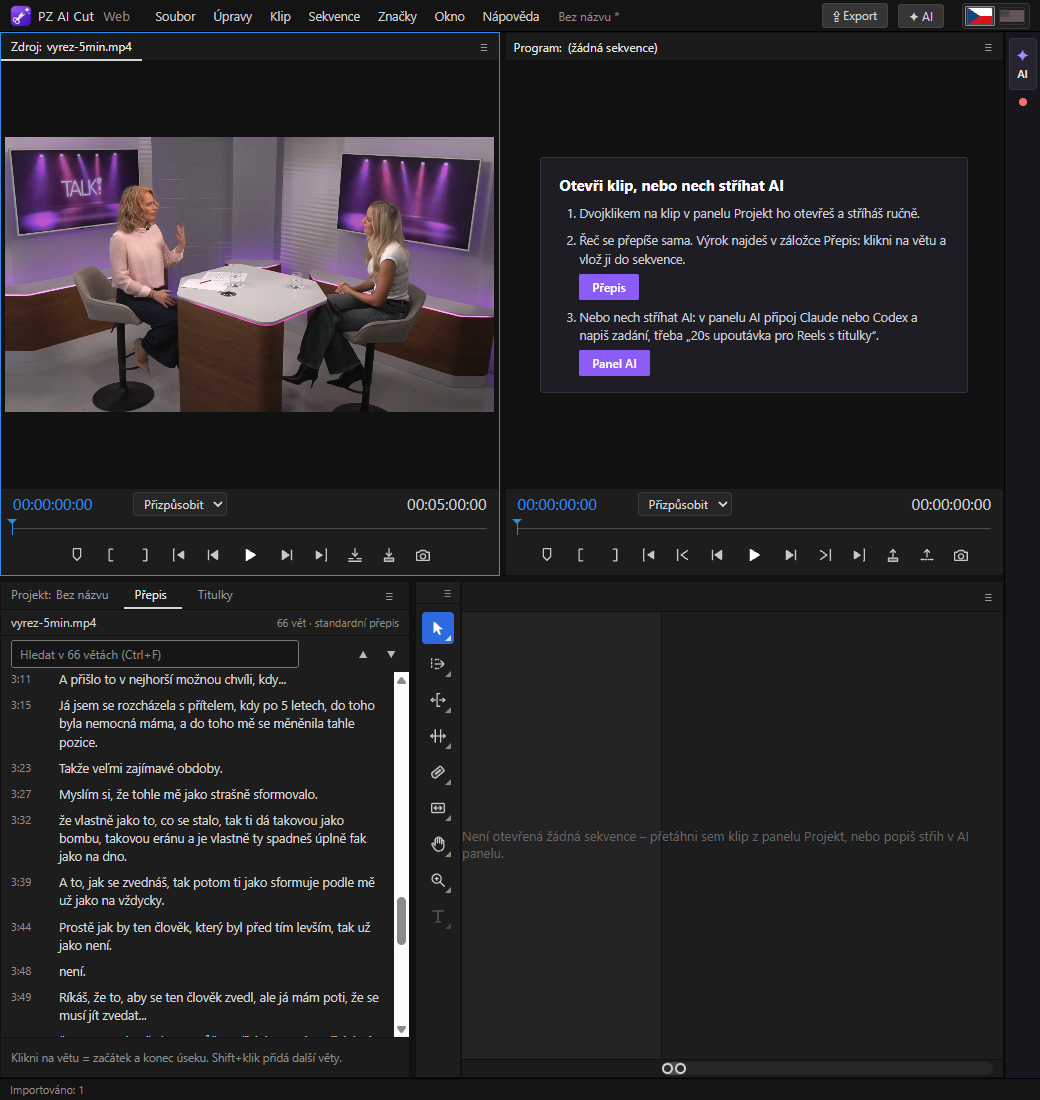 PZ AI Cut Web Soubor Úpravy Klip Sekvence Značky Okno Nápověda Bez názvu * Export AI
Zdroj: vyrez-5min.mp4
Program: (žádná sekvence)
AI
TALK
Otevři klip, nebo nech stříhat AI
1. Dvojklikem na klip v panelu Projekt ho otevřeš a stříháš ručně.
2. Řeč se přepíše sama. Výrok najdeš v záložce Přepis: klikni na větu a
vlož ji do sekvence.
Přepis
3. Nebo nech stříhat AI: v panelu AI připoj Claude nebo Codex a
napiš zadání, třeba „20s upoutávka pro Reels s titulky“.
Panel AI
00:00:00:00 Přizpůsobit 00:05:00:00
00:00:00:00 Přizpůsobit 00:00:00:00
Projekt: Bez názvu Přepis Titulky
vyrez-5min.mp4 66 vět · standardní přepis
Hledat v 66 větách (Ctrl+F)
3:11 A přišlo to v nejhorší možnou chvíli, kdy...
3:15 Já jsem se rozcházela s přítelem, kdy po 5 letech, do toho
byla nemocná máma, a do toho mě se měněnila tahle
pozice.
3:23 Takže veľmi zajímavé obdoby.
3:27 Myslím si, že tohle mě jako strašně sformovalo.
3:32 že vlastně jako to, co se stalo, tak ti dá takovou jako
bombu, takovou eránu a je vlastně ty spadneš úplně fak
jako na dno.
3:39 A to, jak se zvednáš, tak potom ti jako sformuje podle mě
už jako na vždycky.
3:44 Prostě jak by ten člověk, který byl před tím levším, tak už
jako není.
3:48 není.
3:49 Ríkáš, že to, aby se ten člověk zvedl, ale já mám poti, že se
musí jít zvedat...
Klikni na větu = začátek a konec úseku. Shift+klik přidá další věty.
Není otevřená žádná sekvence – přetáhni sem klip z panelu Projekt, nebo popiš střih v AI
panelu.
Importováno: 1